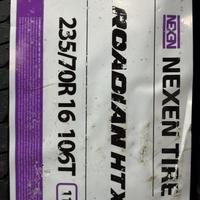 NEXEN
NEXEN TIRE
ROADIAN HTX
235/70R 16 106T